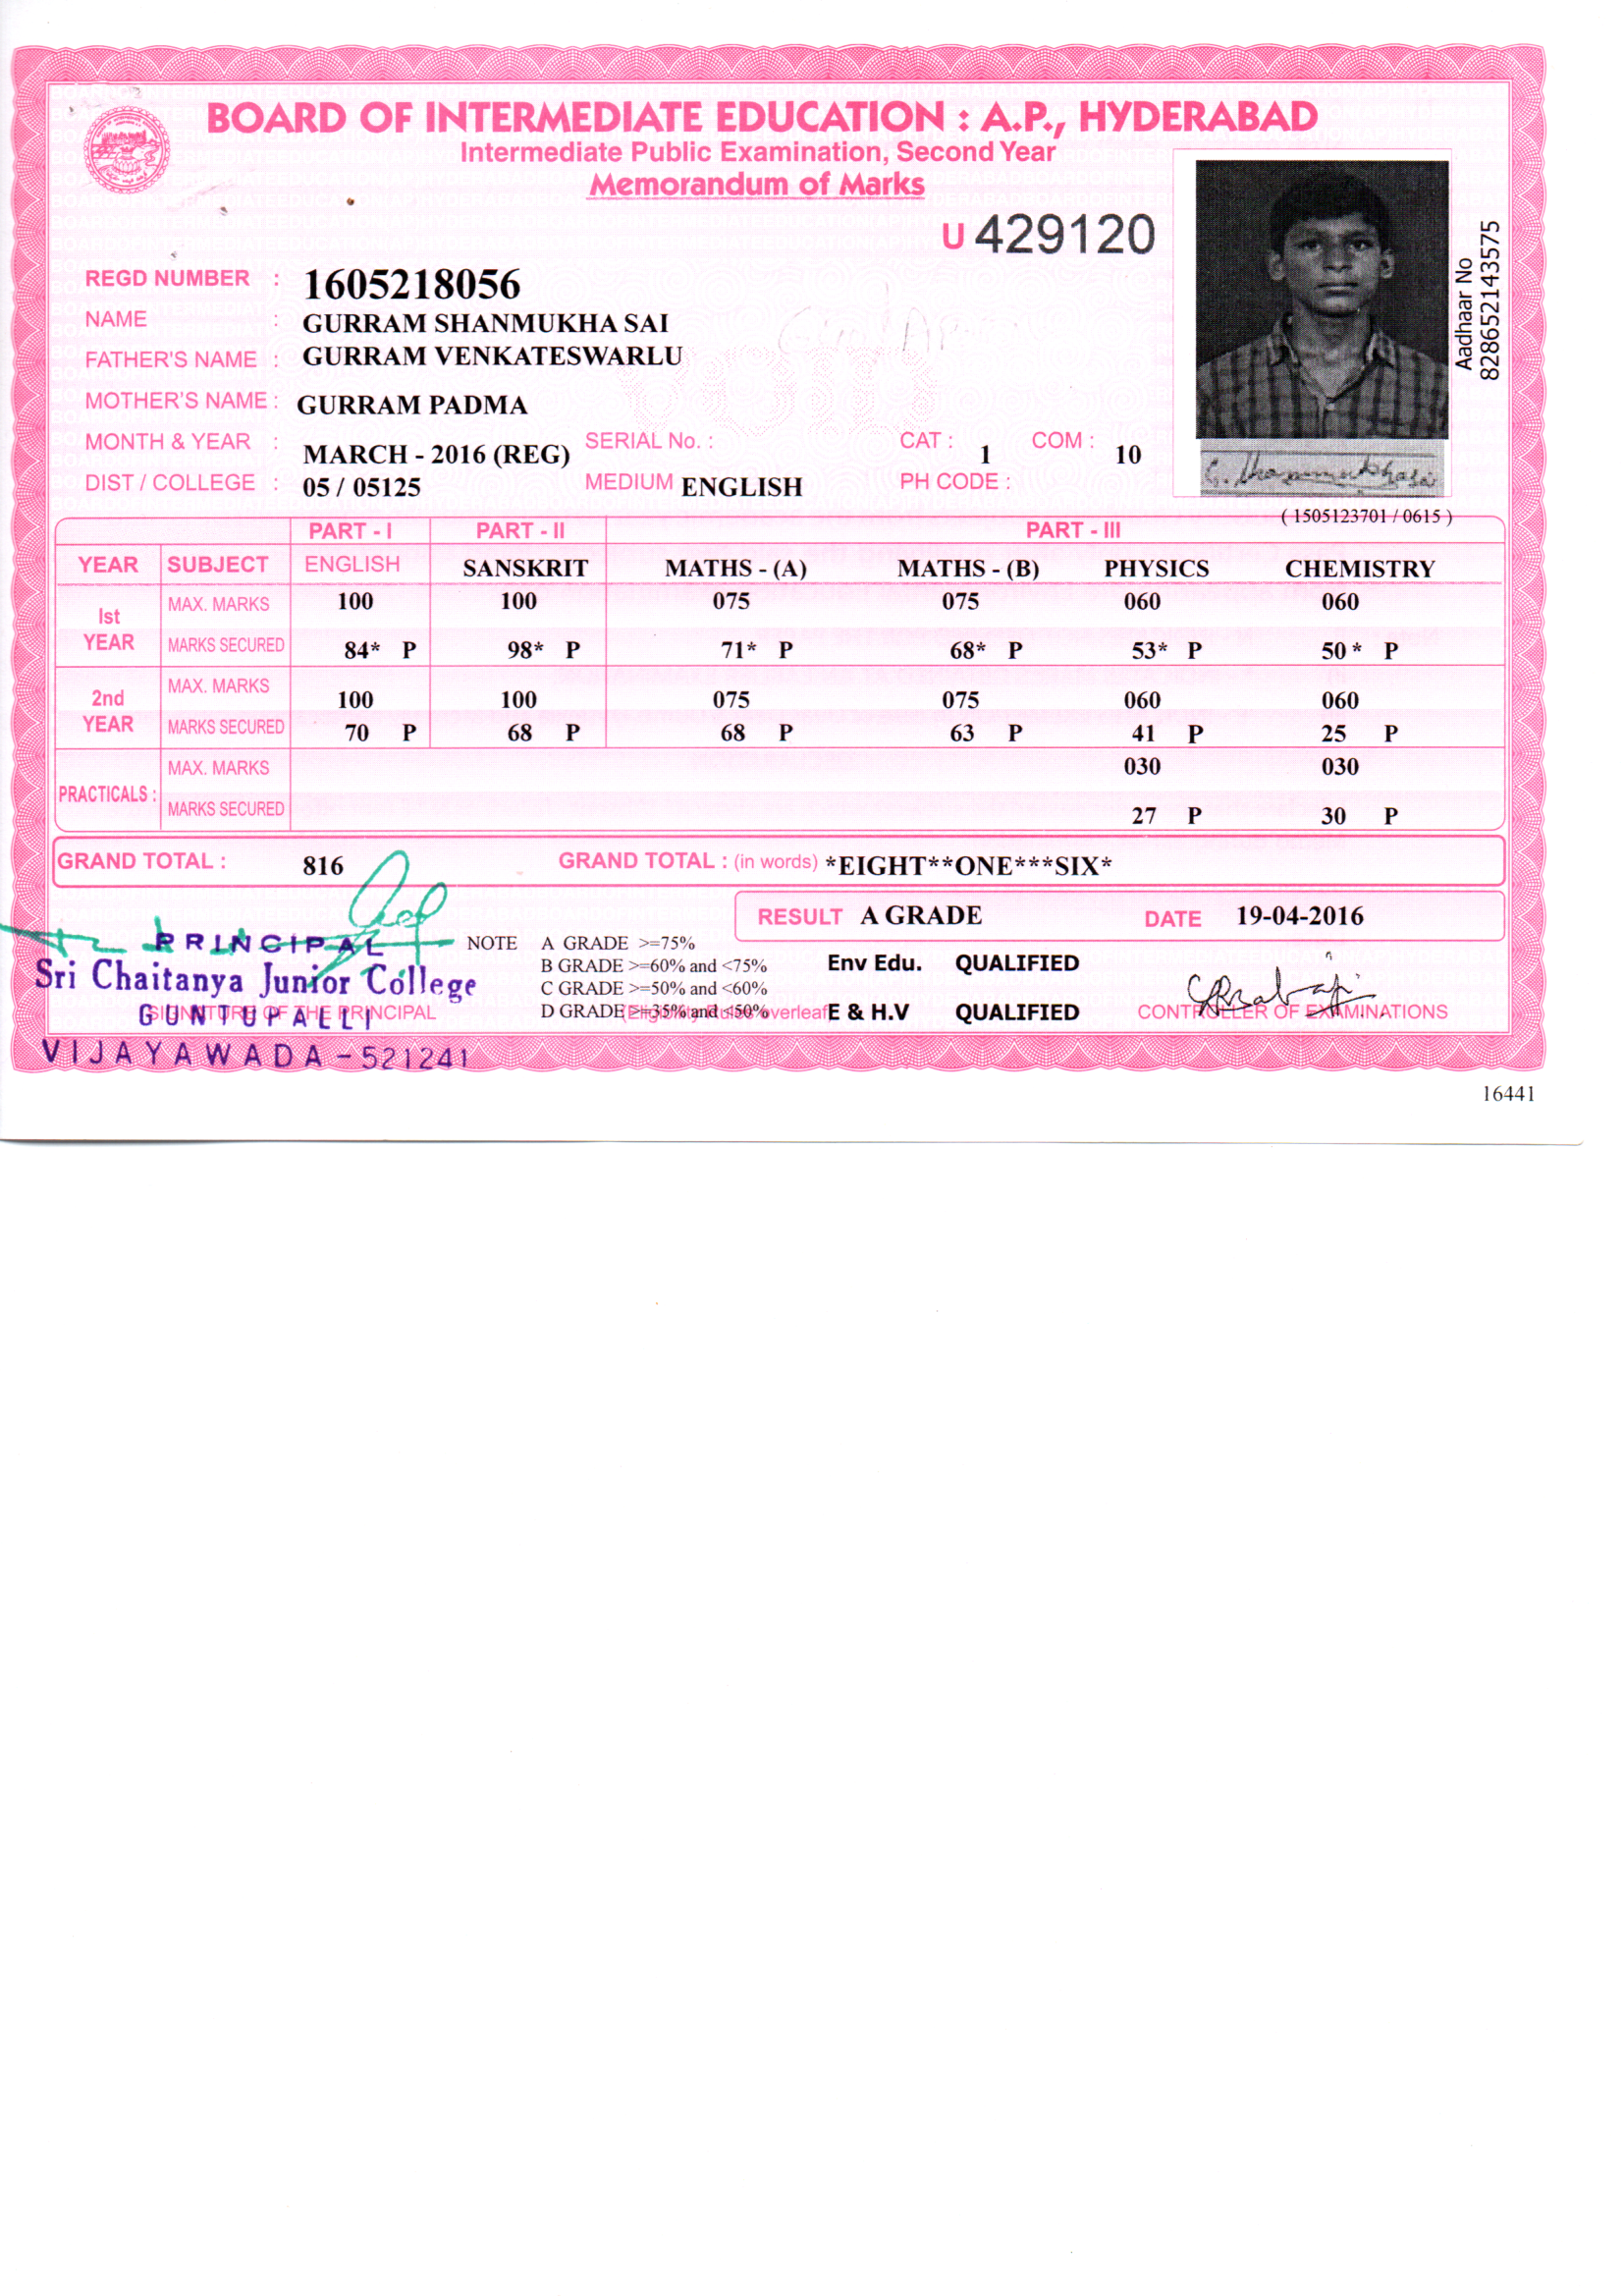 BOARD OF INTERMEDIATE EDUCATION : A.P., HYDERABAD
Intermediate Public Examination, Second Year
Memorandum of Marks
U 429120
Aadhaar No
828652143575
REGD NUMBER : 1605218056
NAME : GURRAM SHANMUKHA SAI
FATHER'S NAME : GURRAM VENKATESWARLU
MOTHER'S NAME : GURRAM PADMA
MONTH & YEAR : MARCH - 2016 (REG) SERIAL No. : CAT : 1 COM : 10
DIST / COLLEGE : 05 / 05125 MEDIUM ENGLISH PH CODE :
( 1505123701 / 0615 )
PART - I PART - II PART - III
YEAR SUBJECT ENGLISH SANSKRIT MATHS - (A) MATHS - (B) PHYSICS CHEMISTRY
Ist YEAR MAX. MARKS 100 100 075 075 060 060
MARKS SECURED 84* P 98* P 71* P 68* P 53* P 50 * P
2nd YEAR MAX. MARKS 100 100 075 075 060 060
MARKS SECURED 70 P 68 P 68 P 63 P 41 P 25 P
PRACTICALS : MAX. MARKS 030 030
MARKS SECURED 27 P 30 P
GRAND TOTAL : 816 GRAND TOTAL : (in words) *EIGHT**ONE***SIX*
RESULT A GRADE DATE 19-04-2016
PRINCIPAL
Sri Chaitanya Junior College
GUNTUPALLI
VIJAYAWADA-521241
SIGNATURE OF THE PRINCIPAL
NOTE A GRADE >=75%
B GRADE >=60% and <75%
C GRADE >=50% and <60%
D GRADE >=35% and <50%
(Eligibility Rules overleaf)
Env Edu. QUALIFIED
E & H.V QUALIFIED
CONTROLLER OF EXAMINATIONS
16441